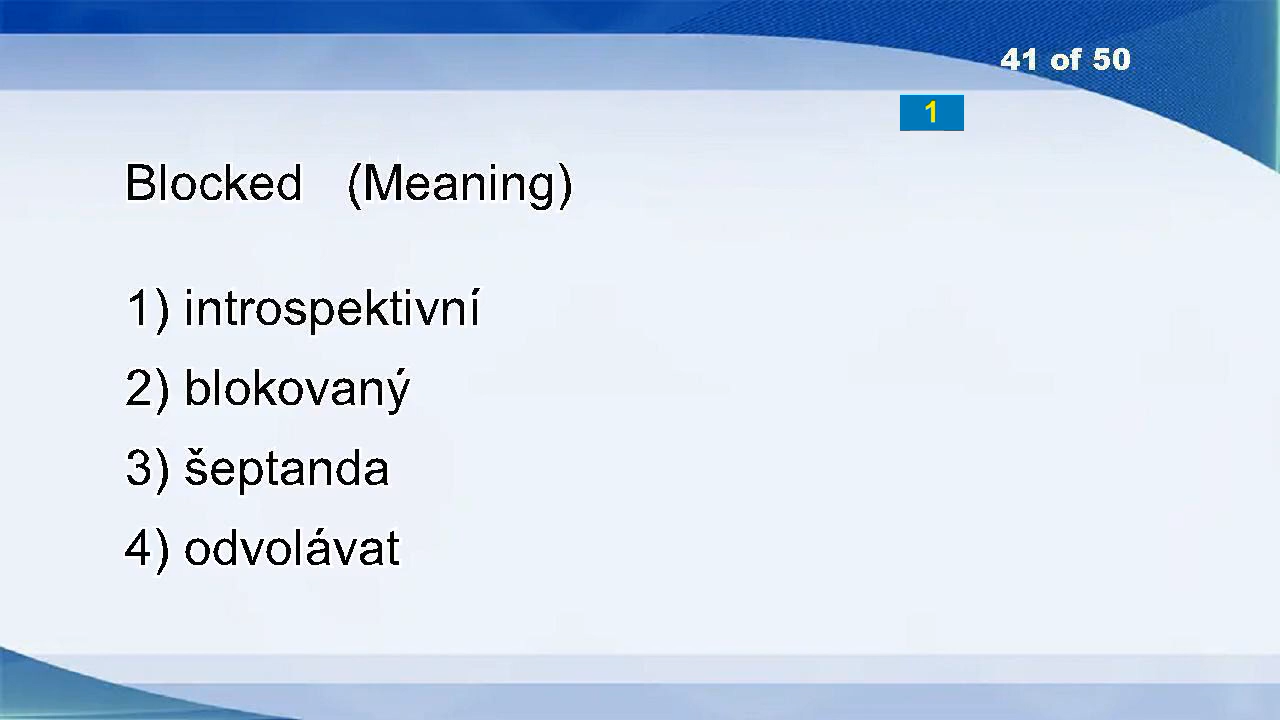 41 of 50
1
Blocked (Meaning)
1) introspektivní
2) blokovaný
3) šeptanda
4) odvolávat